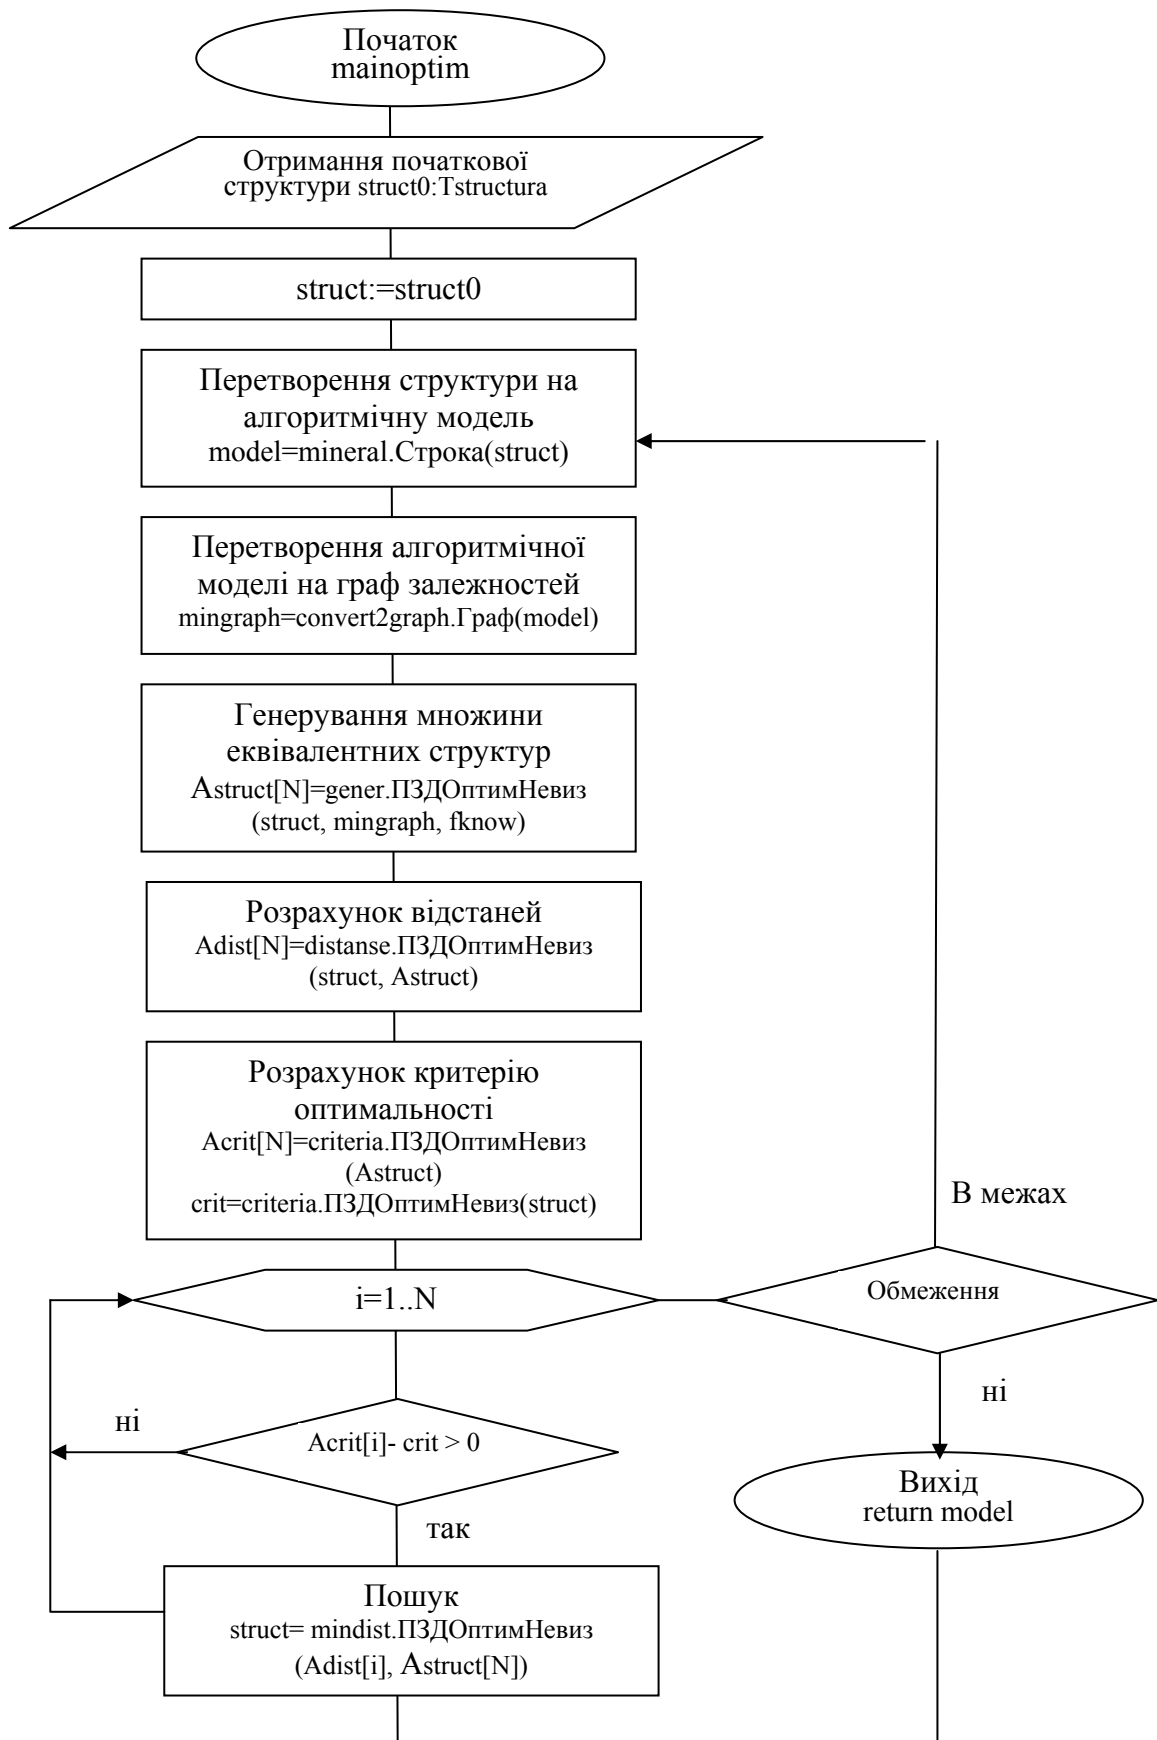 Початок
mainoptim
Отримання початкової
структури struct0:Tstructura
struct:=struct0
Перетворення структури на
алгоритмічну модель
model=mineral.Строка(struct)
Перетворення алгоритмічної
моделі на граф залежностей
mingraph=convert2graph.Граф(model)
Генерування множини
еквівалентних структур
Astruct[N]=gener.ПЗДОптимНевиз
(struct, mingraph, fknow)
Розрахунок відстаней
Adist[N]=distanse.ПЗДОптимНевиз
(struct, Astruct)
Розрахунок критерію
оптимальності
Acrit[N]=criteria.ПЗДОптимНевиз
(Astruct)
crit=criteria.ПЗДОптимНевиз(struct)
В межах
i=1..N
Обмеження
ні
ні
Acrit[i]- crit > 0
Вихід
return model
так
Пошук
struct= mindist.ПЗДОптимНевиз
(Adist[i], Astruct[N])